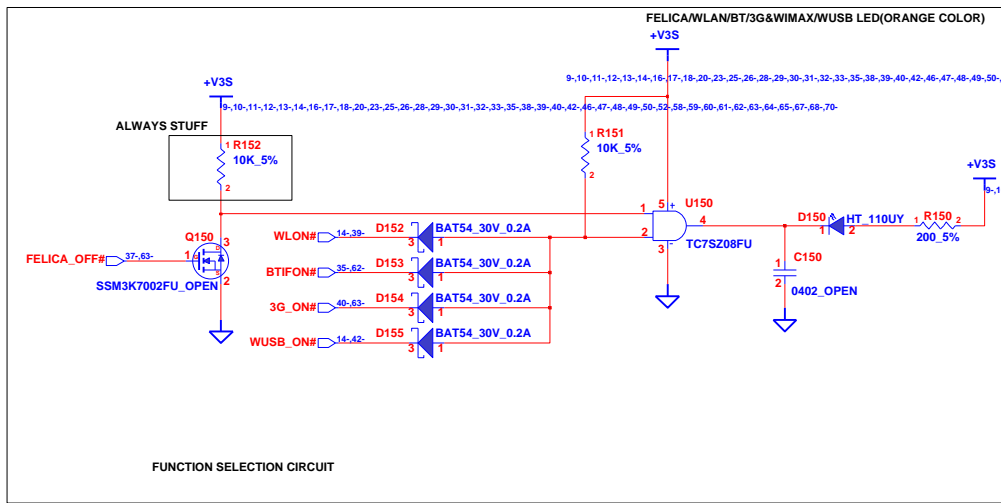 FELICA/WLAN/BT/3G&WIMAX/WUSB LED(ORANGE COLOR)
+V3S
9-,10-,11-,12-,13-,14-,16-,17-,18-,20-,23-,25-,26-,28-,29-,30-,31-,32-,33-,35-,38-,39-,40-,42-,46-,47-,48-,49-,50-,
+V3S
9-,10-,11-,12-,13-,14-,16-,17-,18-,20-,23-,25-,26-,28-,29-,30-,31-,32-,33-,35-,38-,39-,40-,42-,46-,47-,48-,49-,50-,52-,58-,59-,60-,61-,62-,63-,64-,65-,67-,68-,70-
ALWAYS STUFF
1
R152
10K_5%
2
1
R151
10K_5%
2
+V3S
9-,1
U150
5
+
1
2
4
-
3
TC7SZ08FU
D150
HT_110UY
1
2
R150
1
2
200_5%
C150
1
2
0402_OPEN
Q150
3
D
G
S
1
2
FELICA_OFF#
37-,63-
SSM3K7002FU_OPEN
WLON#
14-,39-
D152
BAT54_30V_0.2A
3
1
BTIFON#
35-,62-
D153
BAT54_30V_0.2A
3
1
3G_ON#
40-,63-
D154
BAT54_30V_0.2A
3
1
WUSB_ON#
14-,42-
D155
BAT54_30V_0.2A
3
1
FUNCTION SELECTION CIRCUIT